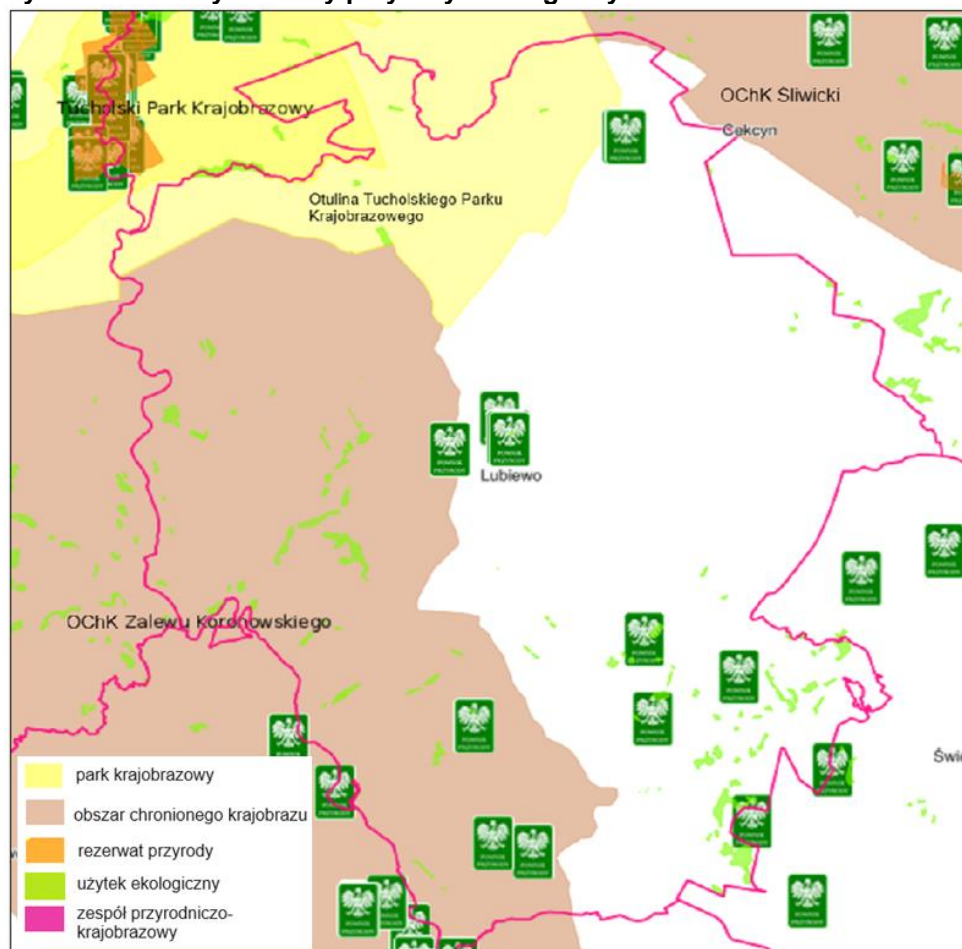 OChK Śliwicki
Tucholski Park Krajobrazowy
Cekcyn
Otulina Tucholskiego Parku
Krajobrazowego
Lubiewo
OChK Zalewu Koronowskiego
park krajobrazowy
obszar chronionego krajobrazu
rezerwat przyrody
użytek ekologiczny
zespół przyrodniczo-
krajobrazowy